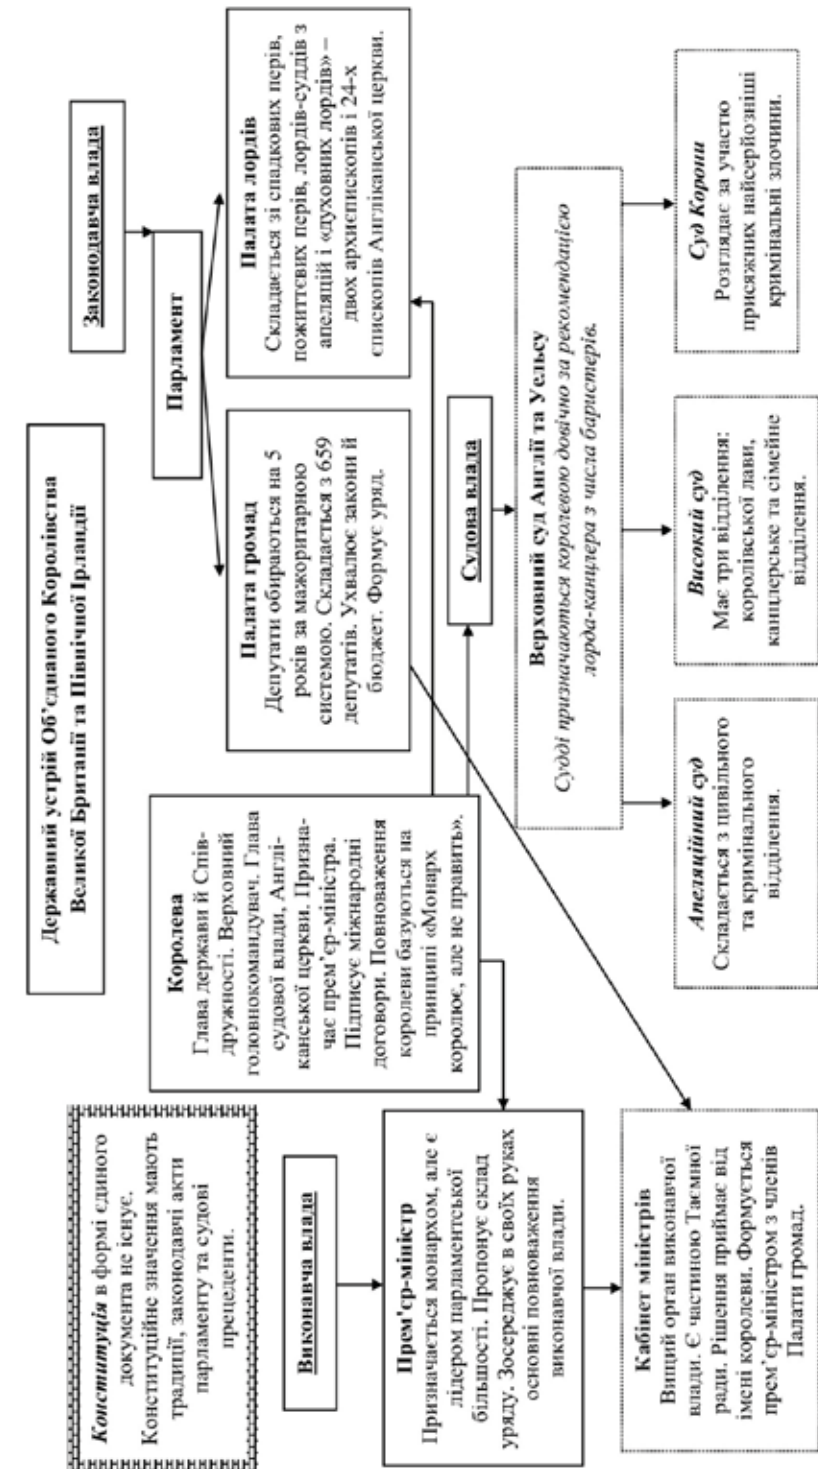 Державний устрій Об’єднаного Королівства
Великої Британії та Північної Ірландії
Конституція в формі єдиного
документа не існує.
Конституційне значення мають
традиції, законодавчі акти
парламенту та судові
прецеденти.
Королева
Глава держави й Спів-
дружності. Верховний
головнокомандувач. Глава
судової влади, Англі-
канської церкви. Призна-
чає прем’єр-міністра.
Підписує міжнародні
договори. Повноваження
королеви базуються на
принципі «Монарх
королює, але не править».
Законодавча влада
Парламент
Палата громад
Депутати обираються на 5
років за мажоритарною
системою. Складається з 659
депутатів. Ухвалює закони й
бюджет. Формує уряд.
Палата лордів
Складається зі спадкових перів,
пожиттєвих перів, лордів-суддів з
апеляцій і «духовних лордів» –
двох архиєпископів і 24-х
єпископів Англіканської церкви.
Виконавча влада
Прем’єр-міністр
Призначається монархом, але є
лідером парламентської
більшості. Пропонує склад
уряду. Зосереджує в своїх руках
основні повноваження
виконавчої влади.
Кабінет міністрів
Вищий орган виконавчої
влади. Є частиною Таємної
ради. Рішення приймає від
імені королеви. Формується
прем’єр-міністром з членів
Палати громад.
Судова влада
Верховний суд Англії та Уельсу
Судді призначаються королевою довічно за рекомендацією
лорда-канцлера з числа баристерів.
Апеляційний суд
Складається з цивільного
та кримінального
відділення.
Високий суд
Має три відділення:
королівської лави,
канцлерське та сімейне
відділення.
Суд Корони
Розглядає за участю
присяжних найсерйозніші
кримінальні злочини.